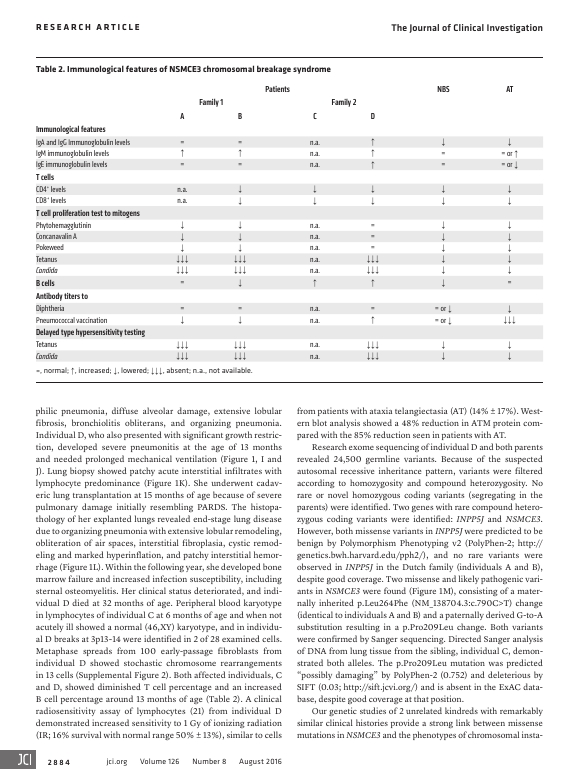 RESEARCH ARTICLE
The Journal of Clinical Investigation
Table 2. Immunological features of NSMCE3 chromosomal breakage syndrome
Patients NBS AT
Family 1 Family 2
A B C D
Immunological features
IgA and IgG Immunoglobulin levels = = n.a. ↑ ↓ ↓
IgM immunoglobulin levels ↑ ↑ n.a. ↑ = = or ↑
IgE immunoglobulin levels = = n.a. ↑ = = or ↓
T cells
CD4⁺ levels n.a. ↓ ↓ ↓ ↓ ↓
CD8⁺ levels n.a. ↓ ↓ ↓ ↓ ↓
T cell proliferation test to mitogens
Phytohemagglutinin ↓ ↓ n.a. = ↓ ↓
Concanavalin A ↓ ↓ n.a. = ↓ ↓
Pokeweed ↓ ↓ n.a. = ↓ ↓
Tetanus ↓↓↓ ↓↓↓ n.a. ↓↓↓ ↓ ↓
Candida ↓↓↓ ↓↓↓ n.a. ↓↓↓ ↓ ↓
B cells = ↓ ↑ ↑ ↓ =
Antibody titers to
Diphtheria = = n.a. = = or ↓ ↓
Pneumococcal vaccination ↓ ↓ n.a. ↑ = or ↓ ↓↓↓
Delayed type hypersensitivity testing
Tetanus ↓↓↓ ↓↓↓ n.a. ↓↓↓ ↓ ↓
Candida ↓↓↓ ↓↓↓ n.a. ↓↓↓ ↓ ↓
=, normal; ↑, increased; ↓, lowered; ↓↓↓, absent; n.a., not available.
philic pneumonia, diffuse alveolar damage, extensive lobular
fibrosis, bronchiolitis obliterans, and organizing pneumonia.
Individual D, who also presented with significant growth restric-
tion, developed severe pneumonitis at the age of 13 months
and needed prolonged mechanical ventilation (Figure 1, I and
J). Lung biopsy showed patchy acute interstitial infiltrates with
lymphocyte predominance (Figure 1K). She underwent cadav-
eric lung transplantation at 15 months of age because of severe
pulmonary damage initially resembling PARDS. The histopa-
thology of her explanted lungs revealed end-stage lung disease
due to organizing pneumonia with extensive lobular remodeling,
obliteration of air spaces, interstitial fibroplasia, cystic remod-
eling and marked hyperinflation, and patchy interstitial hemor-
rhage (Figure 1L). Within the following year, she developed bone
marrow failure and increased infection susceptibility, including
sternal osteomyelitis. Her clinical status deteriorated, and indi-
vidual D died at 32 months of age. Peripheral blood karyotype
in lymphocytes of individual C at 6 months of age and when not
acutely ill showed a normal (46,XY) karyotype, and in individu-
al D breaks at 3p13-14 were identified in 2 of 28 examined cells.
Metaphase spreads from 100 early-passage fibroblasts from
individual D showed stochastic chromosome rearrangements
in 13 cells (Supplemental Figure 2). Both affected individuals, C
and D, showed diminished T cell percentage and an increased
B cell percentage around 13 months of age (Table 2). A clinical
radiosensitivity assay of lymphocytes (21) from individual D
demonstrated increased sensitivity to 1 Gy of ionizing radiation
(IR; 16% survival with normal range 50% ± 13%), similar to cells
from patients with ataxia telangiectasia (AT) (14% ± 17%). West-
ern blot analysis showed a 48% reduction in ATM protein com-
pared with the 85% reduction seen in patients with AT.
Research exome sequencing of individual D and both parents
revealed 24,500 germline variants. Because of the suspected
autosomal recessive inheritance pattern, variants were filtered
according to homozygosity and compound heterozygosity. No
rare or novel homozygous coding variants (segregating in the
parents) were identified. Two genes with rare compound hetero-
zygous coding variants were identified: INPP5J and NSMCE3.
However, both missense variants in INPP5J were predicted to be
benign by Polymorphism Phenotyping v2 (PolyPhen-2; http://
genetics.bwh.harvard.edu/pph2/), and no rare variants were
observed in INPP5J in the Dutch family (individuals A and B),
despite good coverage. Two missense and likely pathogenic vari-
ants in NSMCE3 were found (Figure 1M), consisting of a mater-
nally inherited p.Leu264Phe (NM_138704.3:c.790C>T) change
(identical to individuals A and B) and a paternally derived G-to-A
substitution resulting in a p.Pro209Leu change. Both variants
were confirmed by Sanger sequencing. Directed Sanger analysis
of DNA from lung tissue from the sibling, individual C, demon-
strated both alleles. The p.Pro209Leu mutation was predicted
"possibly damaging" by PolyPhen-2 (0.752) and deleterious by
SIFT (0.03; http://sift.jcvi.org/) and is absent in the ExAC data-
base, despite good coverage at that position.
Our genetic studies of 2 unrelated kindreds with remarkably
similar clinical histories provide a strong link between missense
mutations in NSMCE3 and the phenotypes of chromosomal insta-
JCI 2884 jci.org Volume 126 Number 8 August 2016